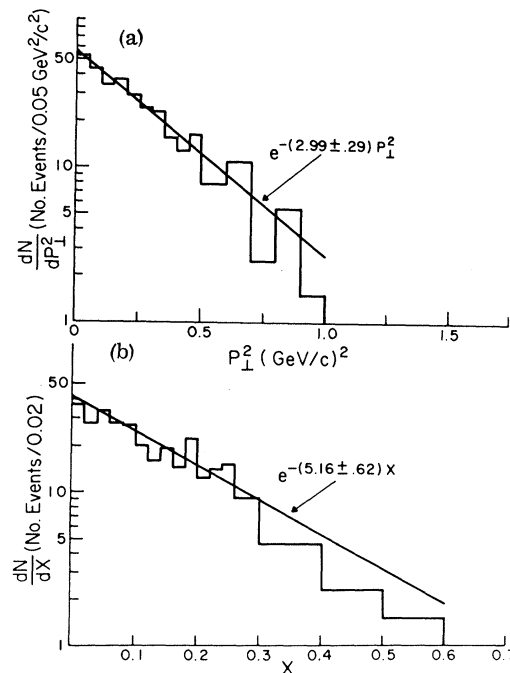 (a)
50
10
5
1
dN/dP⊥² (No. Events/0.05 GeV²/c²)
e^-(2.99±.29)P⊥²
0 0.5 1.0 1.5
P⊥² (GeV/c)²
(b)
50
10
5
1
dN/dX (No. Events/0.02)
e^-(5.16±.62)X
0.1 0.2 0.3 0.4 0.5 0.6 0.7
X